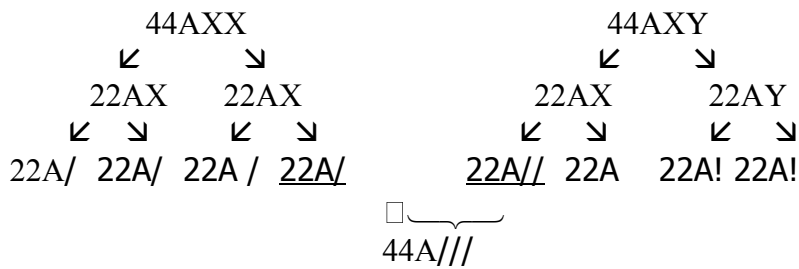 44AXX 44AXY
↙ ↘ ↙ ↘
22AX 22AX 22AX 22AY
↙ ↘ ↙ ↘ ↙ ↘ ↙ ↘
22A/ 22A/ 22A / 22A/ 22A// 22A 22A! 22A!
44A///